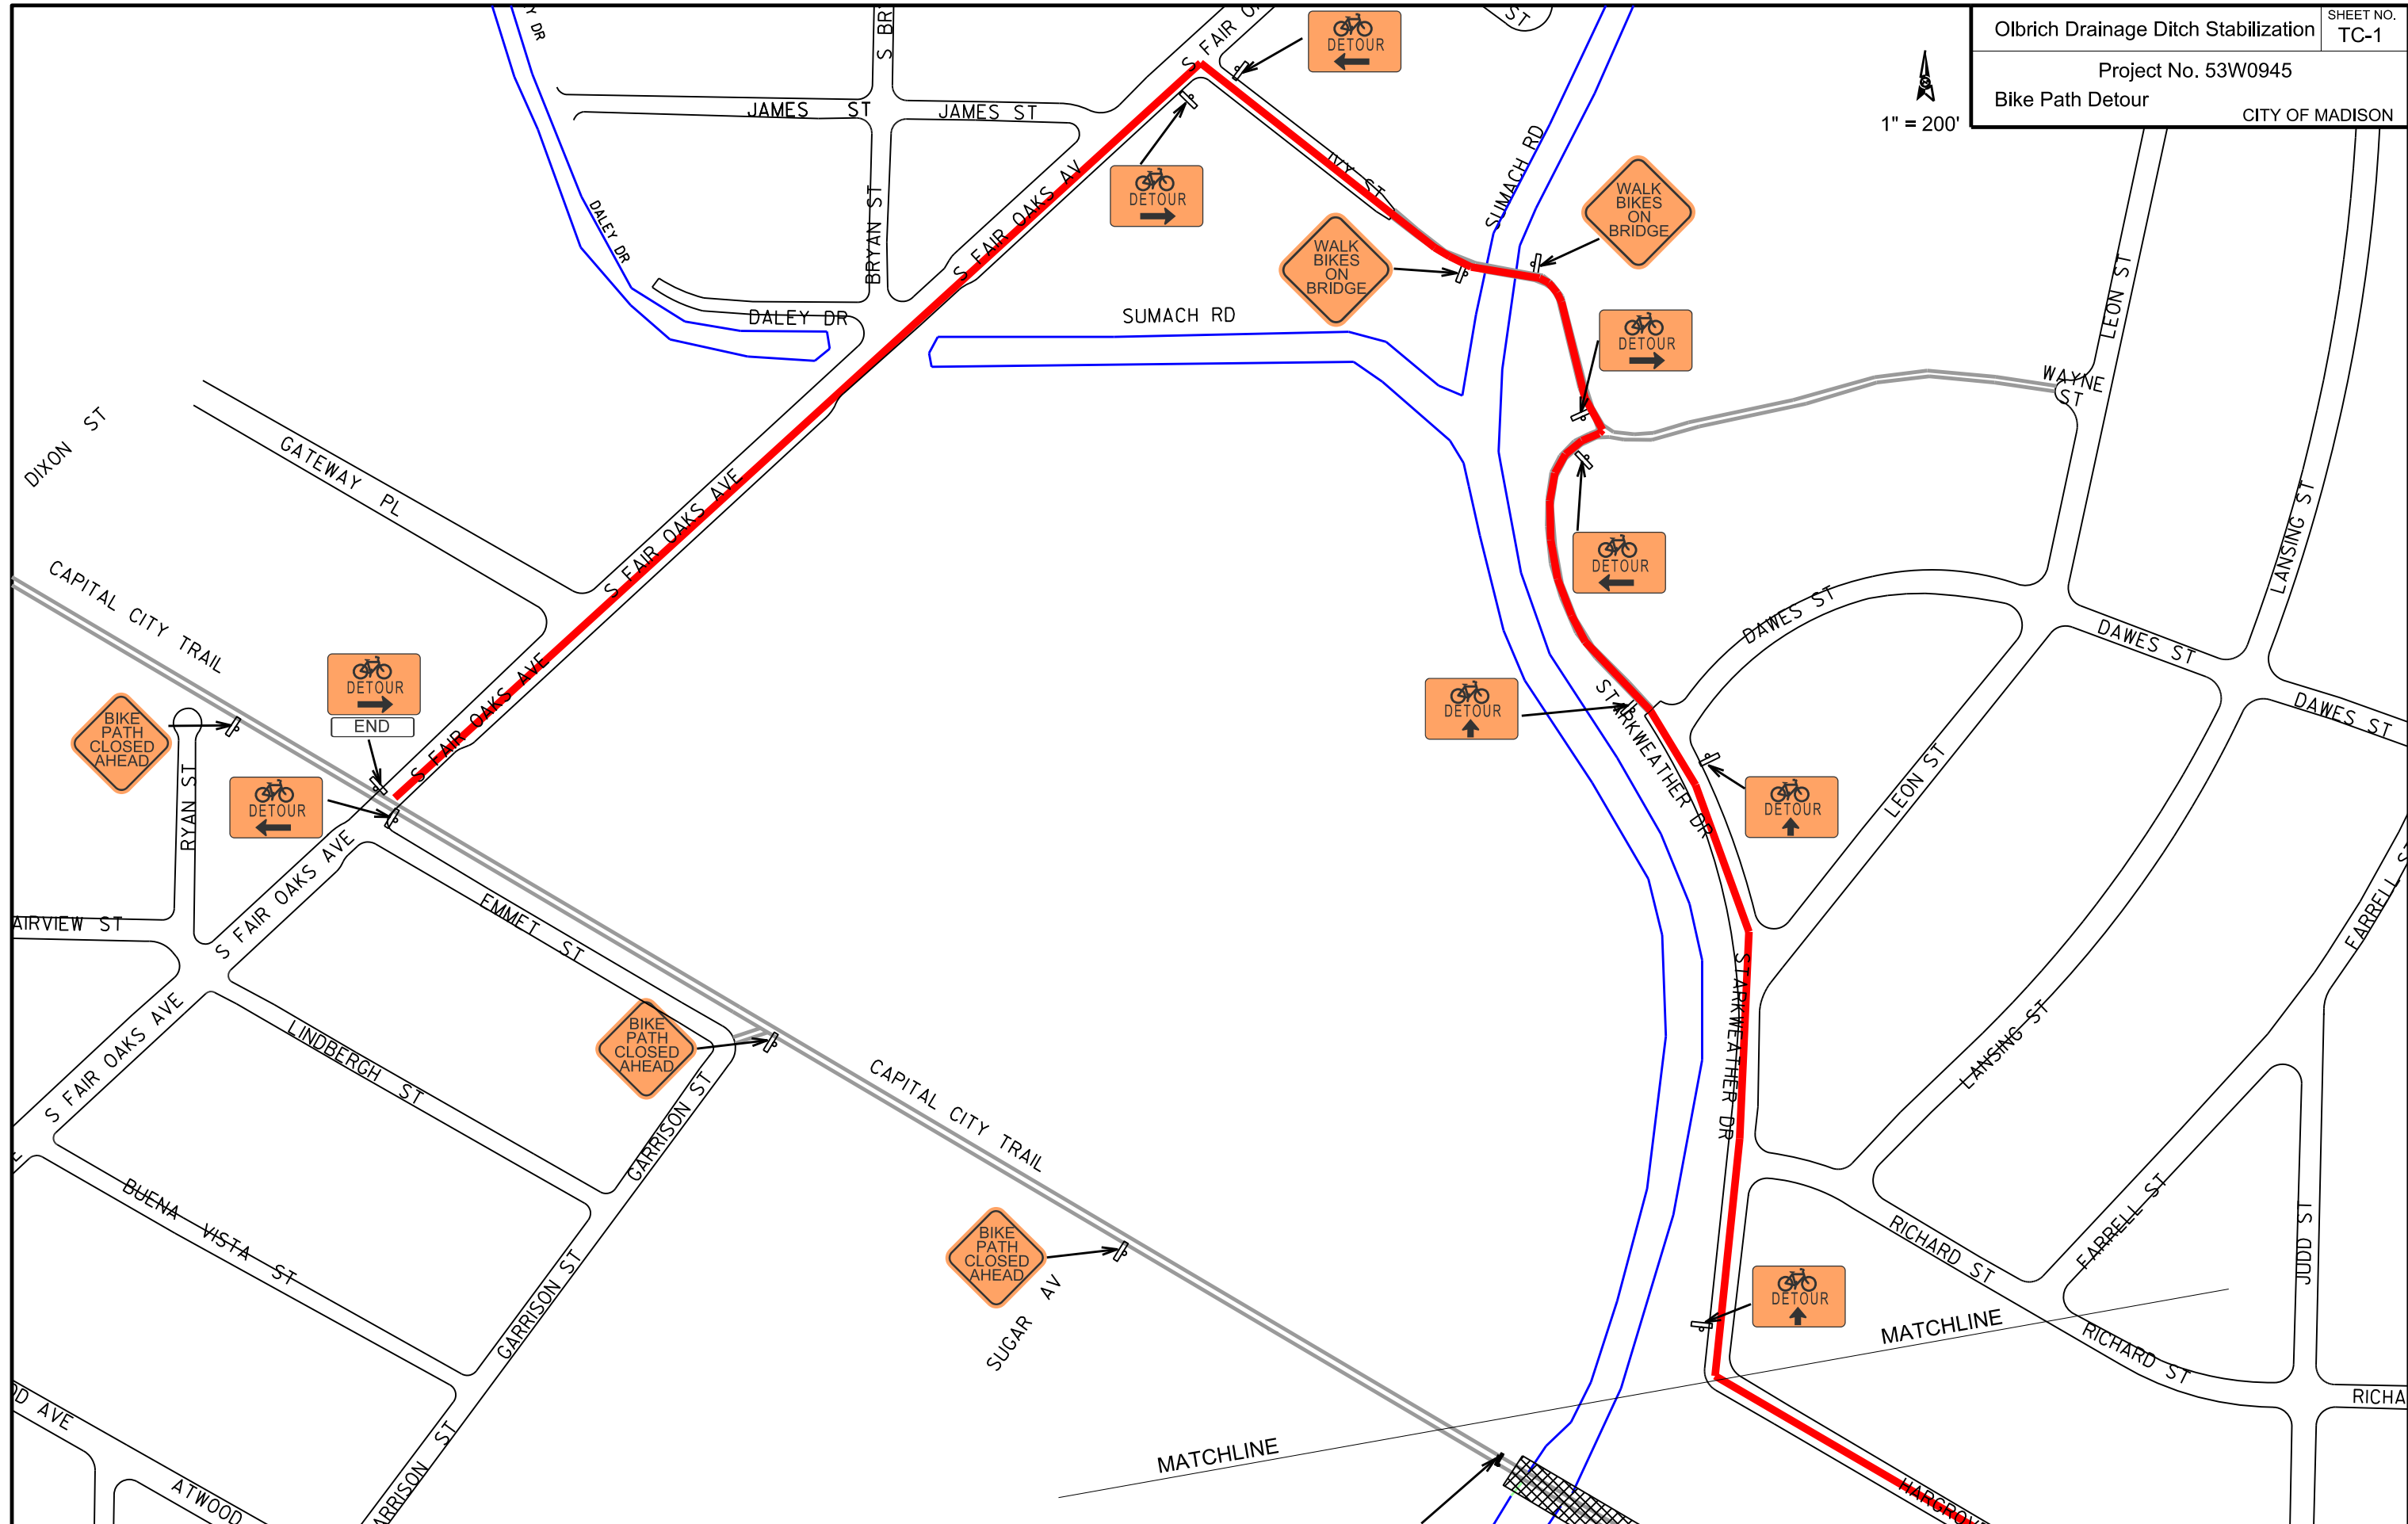 Olbrich Drainage Ditch Stabilization
SHEET NO.
TC-1
Project No. 53W0945
Bike Path Detour
CITY OF MADISON
1" = 200'
DR
S BR
S FAIR O
ST
DETOUR
JAMES ST
JAMES ST
DETOUR
S FAIR OAKS AV
IVY ST
SUMACH RD
WALK
BIKES
ON
BRIDGE
WALK
BIKES
ON
BRIDGE
DALEY DR
BRYAN ST
DALEY DR
SUMACH RD
DETOUR
LEON ST
WAYNE
ST
DIXON ST
GATEWAY PL
S FAIR OAKS AVE
DETOUR
LANSING ST
CAPITAL CITY TRAIL
DAWES ST
DAWES ST
DAWES ST
DETOUR
END
S FAIR OAKS AVE
BIKE
PATH
CLOSED
AHEAD
RYAN ST
DETOUR
DETOUR
STARKWEATHER DR
DETOUR
LEON ST
S FAIR OAKS AVE
AIRVIEW ST
EMMET ST
FARRELL S
STARKWEATHER DR
S FAIR OAKS AVE
LINDBERGH ST
BIKE
PATH
CLOSED
AHEAD
GARRISON ST
CAPITAL CITY TRAIL
LANSING ST
BUENA VISTA ST
BIKE
PATH
CLOSED
AHEAD
SUGAR AV
FARRELL ST
RICHARD ST
JUDD ST
DETOUR
GARRISON ST
MATCHLINE
RICHARD ST
RICHA
D AVE
ATWOOD
ARRISON ST
MATCHLINE
HARGROVE